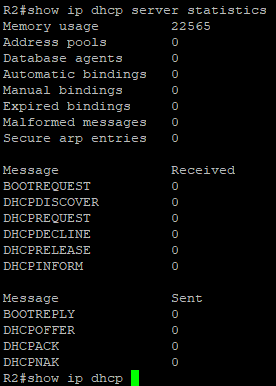 R2#show ip dhcp server statistics
Memory usage 22565
Address pools 0
Database agents 0
Automatic bindings 0
Manual bindings 0
Expired bindings 0
Malformed messages 0
Secure arp entries 0
Message Received
BOOTREQUEST 0
DHCPDISCOVER 0
DHCPREQUEST 0
DHCPDECLINE 0
DHCPRELEASE 0
DHCPINFORM 0
Message Sent
BOOTREPLY 0
DHCPOFFER 0
DHCPACK 0
DHCPNAK 0
R2#show ip dhcp